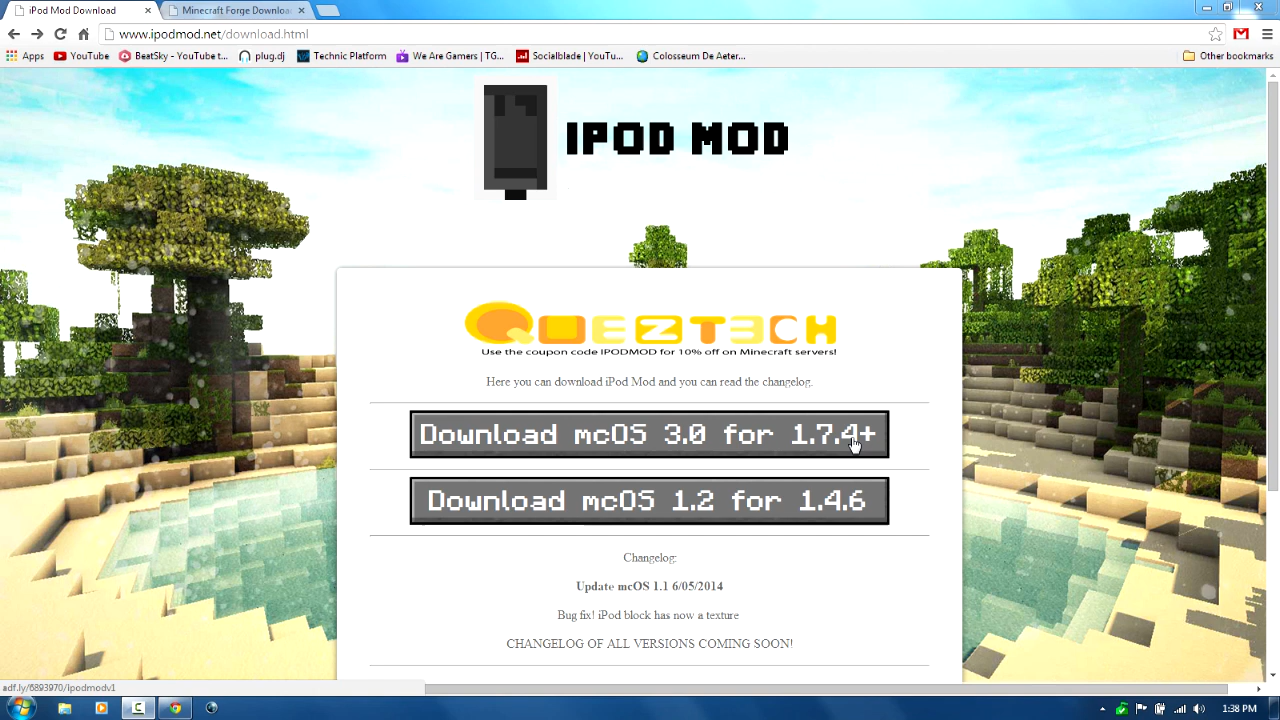 iPod Mod Download
Minecraft Forge Downloa
www.ipodmod.net/download.html
Apps
YouTube
BeatSky - YouTube t...
plug.dj
Technic Platform
We Are Gamers | TG...
Socialblade | YouTu...
Colosseum De Aeter...
Other bookmarks
IPOD MOD
QUEZTECH
Use the coupon code IPODMOD for 10% off on Minecraft servers!
Here you can download iPod Mod and you can read the changelog.
Download mcOS 3.0 for 1.7.4+
Download mcOS 1.2 for 1.4.6
Changelog:
Update mcOS 1.1 6/05/2014
Bug fix! iPod block has now a texture
CHANGELOG OF ALL VERSIONS COMING SOON!
adf.ly/6893970/ipodmodv1
1:38 PM